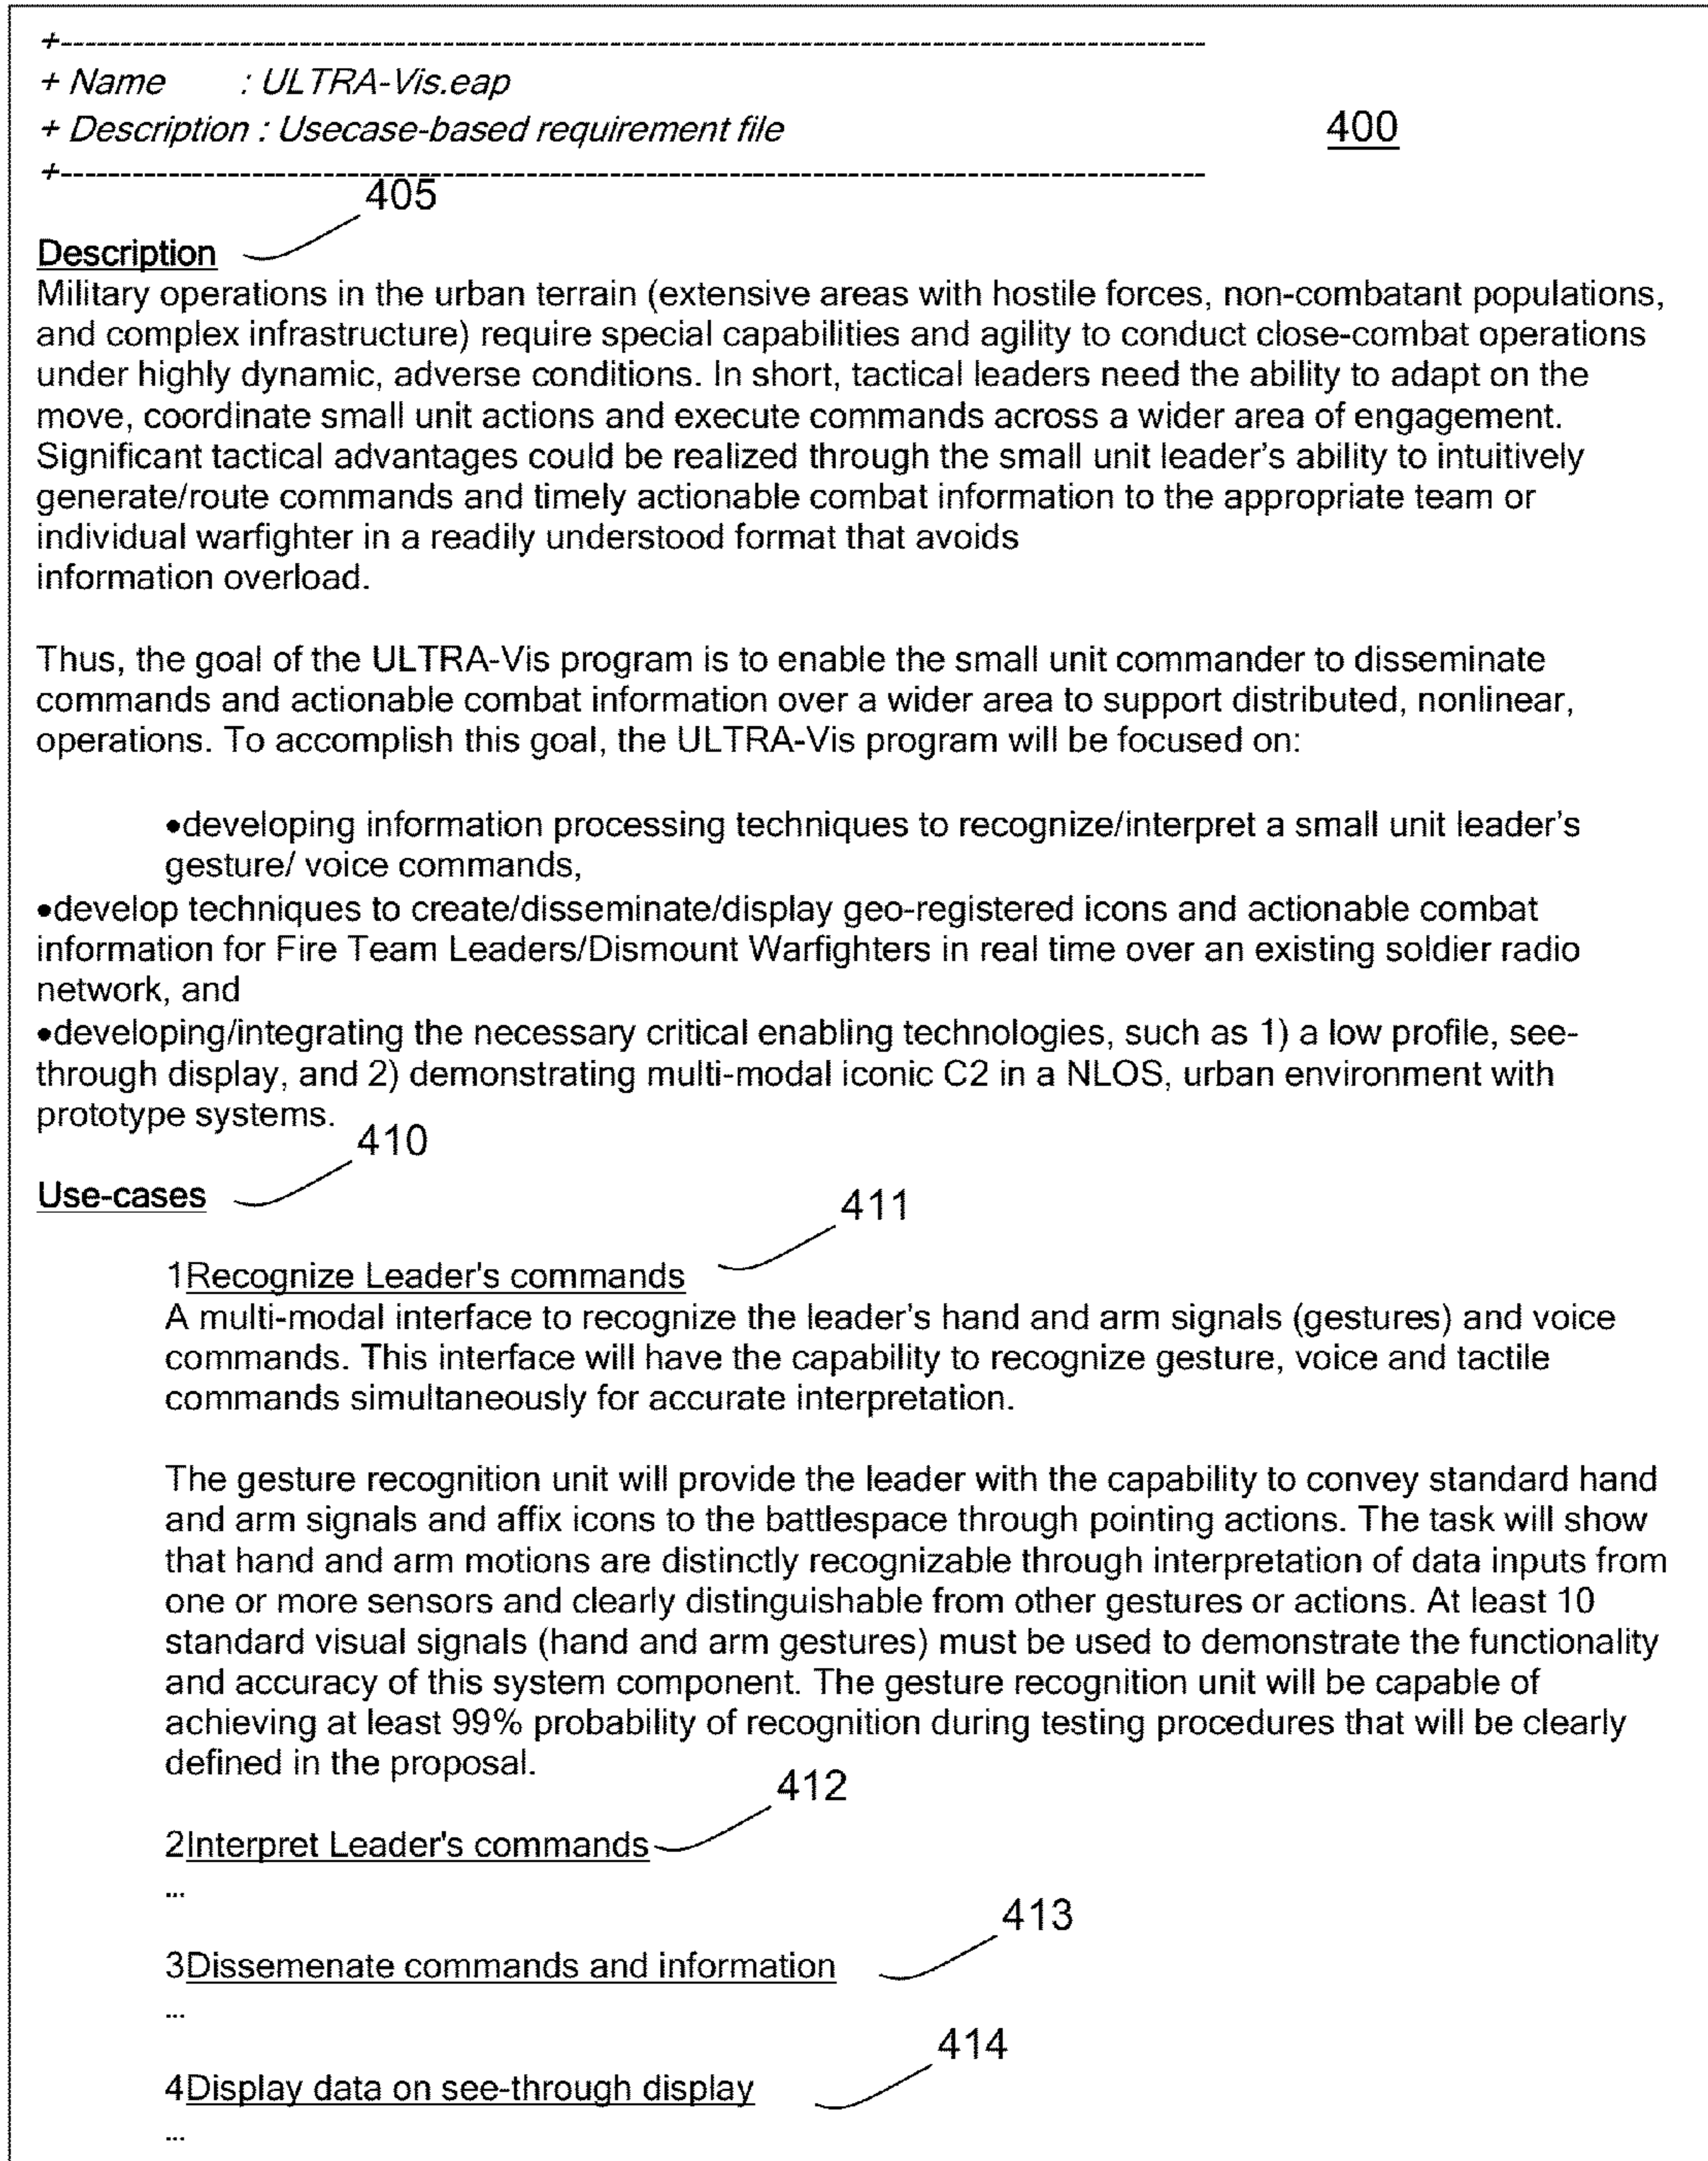 +--------------------------------------------------------------------------------
+ Name : ULTRA-Vis.eap
+ Description : Usecase-based requirement file
400
+--------------------------------------------------------------------------------
405
Description
Military operations in the urban terrain (extensive areas with hostile forces, non-combatant populations,
and complex infrastructure) require special capabilities and agility to conduct close-combat operations
under highly dynamic, adverse conditions. In short, tactical leaders need the ability to adapt on the
move, coordinate small unit actions and execute commands across a wider area of engagement.
Significant tactical advantages could be realized through the small unit leader's ability to intuitively
generate/route commands and timely actionable combat information to the appropriate team or
individual warfighter in a readily understood format that avoids
information overload.
Thus, the goal of the ULTRA-Vis program is to enable the small unit commander to disseminate
commands and actionable combat information over a wider area to support distributed, nonlinear,
operations. To accomplish this goal, the ULTRA-Vis program will be focused on:
•developing information processing techniques to recognize/interpret a small unit leader's
gesture/ voice commands,
•develop techniques to create/disseminate/display geo-registered icons and actionable combat
information for Fire Team Leaders/Dismount Warfighters in real time over an existing soldier radio
network, and
•developing/integrating the necessary critical enabling technologies, such as 1) a low profile, see-
through display, and 2) demonstrating multi-modal iconic C2 in a NLOS, urban environment with
prototype systems.
410
Use-cases
411
1Recognize Leader's commands
A multi-modal interface to recognize the leader's hand and arm signals (gestures) and voice
commands. This interface will have the capability to recognize gesture, voice and tactile
commands simultaneously for accurate interpretation.
The gesture recognition unit will provide the leader with the capability to convey standard hand
and arm signals and affix icons to the battlespace through pointing actions. The task will show
that hand and arm motions are distinctly recognizable through interpretation of data inputs from
one or more sensors and clearly distinguishable from other gestures or actions. At least 10
standard visual signals (hand and arm gestures) must be used to demonstrate the functionality
and accuracy of this system component. The gesture recognition unit will be capable of
achieving at least 99% probability of recognition during testing procedures that will be clearly
defined in the proposal.
412
2Interpret Leader's commands
...
413
3Dissemenate commands and information
...
414
4Display data on see-through display
...